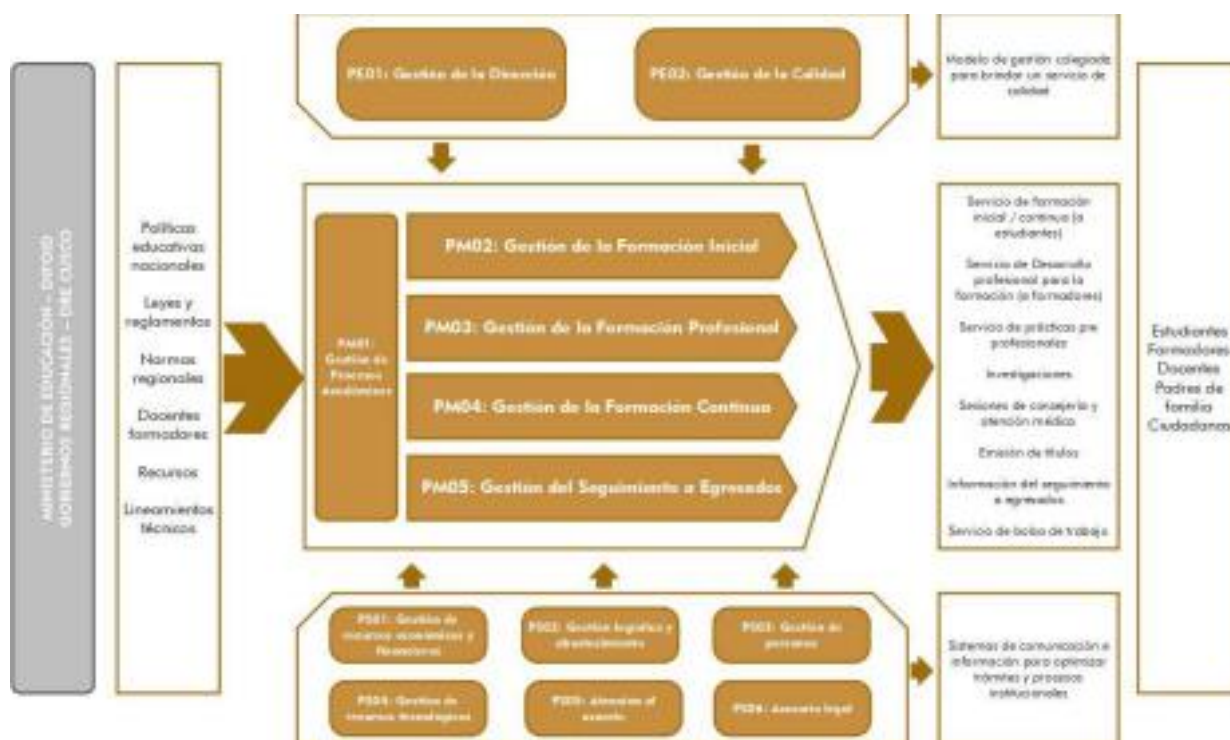 PE01: Gestión de la Dirección
PE02: Gestión de la Calidad
Modelo de gestión colegiada
para brindar un servicio de
calidad
MINISTERIO DE EDUCACIÓN – DIFOID
GOBIERNOS REGIONALES – DRE CUSCO
Políticas
educativas
nacionales
Leyes y
reglamentos
Normas
regionales
Docentes
formadores
Recursos
Lineamientos
técnicos
PM01:
Gestión de
Procesos
Académicos
PM02: Gestión de la Formación Inicial
PM03: Gestión de la Formación Profesional
PM04: Gestión de la Formación Continua
PM05: Gestión del Seguimiento a Egresados
Servicio de formación
inicial / continua (a
estudiantes)
Servicio de Desarrollo
profesional para la
formación (a formadores)
Servicio de prácticas pre
profesionales
Investigaciones
Sesiones de consejería y
atención médica
Emisión de títulos
Información del seguimiento
a egresados
Servicio de bolsa de trabajo
Estudiantes
Formadores
Docentes
Padres de
familia
Ciudadanos
PS01: Gestión de
recursos económicos y
financieros
PS02: Gestión logística y
abastecimiento
PS03: Gestión de
personas
PS04: Gestión de
recursos tecnológicos
PS05: Atención al
usuario
PS06: Asesoría legal
Sistemas de comunicación e
información para optimizar
trámites y procesos
institucionales